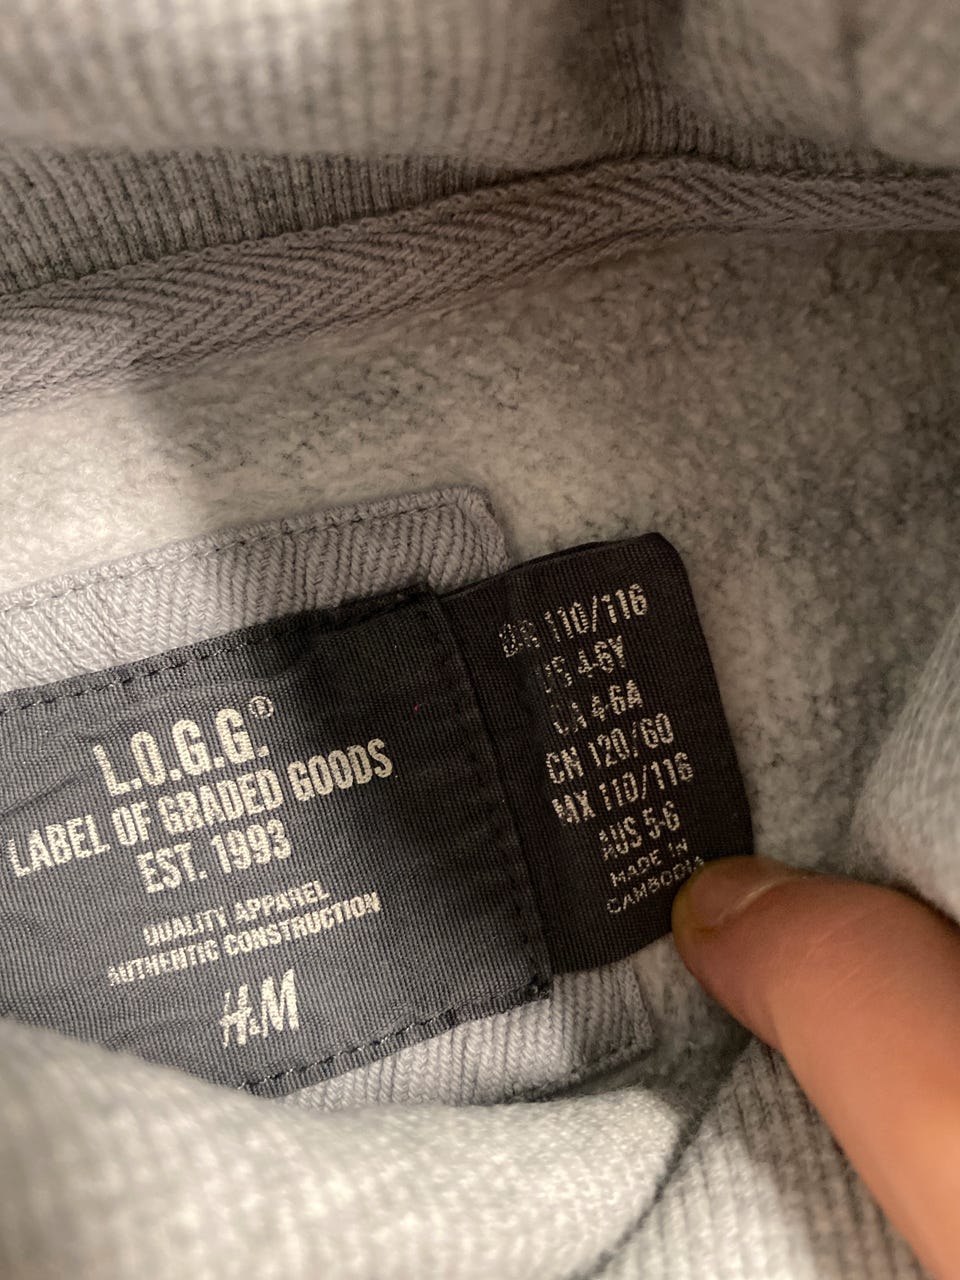 L.O.G.G.®
LABEL OF GRADED GOODS
EST. 1993
QUALITY APPAREL
AUTHENTIC CONSTRUCTION
H&M
EUR 110/116
US 4-6Y
CA 4-6A
CN 120/60
MX 110/116
AUS 5-6
MADE IN
CAMBODIA